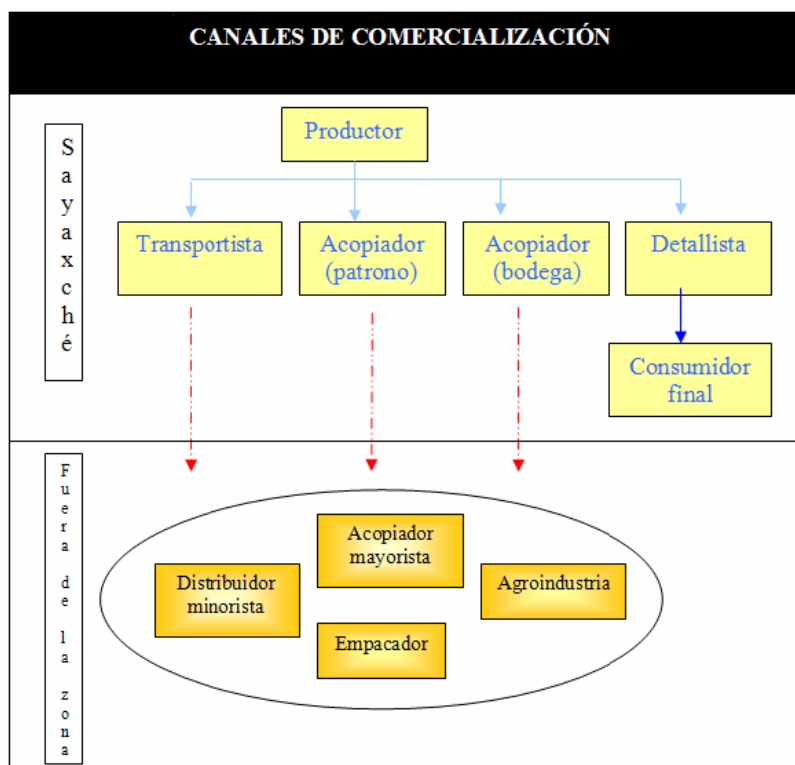 CANALES DE COMERCIALIZACIÓN
Sayaxché
Productor
Transportista
Acopiador
(patrono)
Acopiador
(bodega)
Detallista
Consumidor
final
Fuera de la zona
Acopiador
mayorista
Distribuidor
minorista
Agroindustria
Empacador